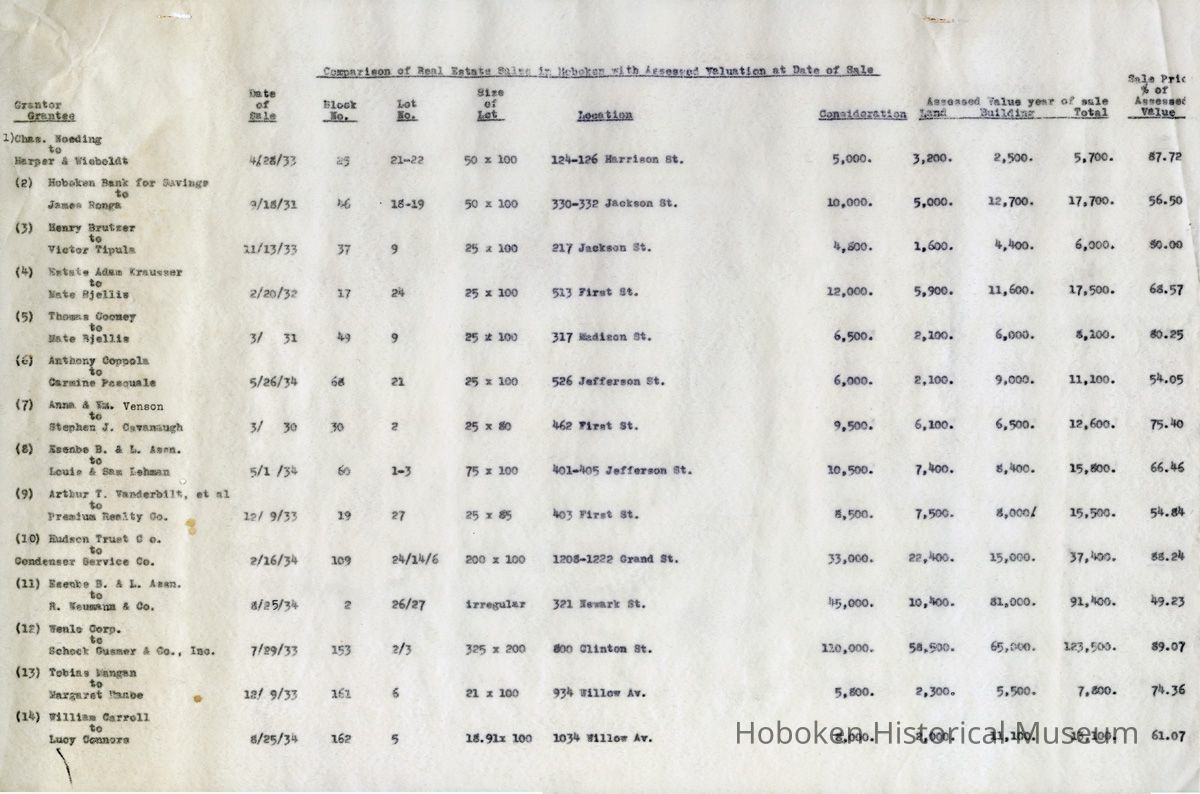 Comparison of Real Estate Sales in Hoboken with Assessed Valuation at Date of Sale
Grantor Grantee Date of Sale Block No. Lot No. Size of Lot Location Consideration Assessed Value year of sale Land Building Total Sale Pric % of Assessed Value
1) Chas. Noeding
to
Harper & Wieboldt 4/28/33 25 21-22 50 x 100 124-126 Harrison St. 5,000. 3,200. 2,500. 5,700. 87.72
(2) Hoboken Bank for Savings
to
James Ronga 9/18/31 46 18-19 50 x 100 330-332 Jackson St. 10,000. 5,000. 12,700. 17,700. 56.50
(3) Henry Brutzer
to
Victor Tipula 11/13/33 37 9 25 x 100 217 Jackson St. 4,800. 1,600. 4,400. 6,000. 80.00
(4) Estate Adam Krausser
to
Nate Bjellis 2/20/32 17 24 25 x 100 513 First St. 12,000. 5,900. 11,600. 17,500. 68.57
(5) Thomas Cooney
to
Nate Bjellis 3/ 31 49 9 25 x 100 317 Madison St. 6,500. 2,100. 6,000. 8,100. 80.25
(6) Anthony Coppola
to
Carmine Pasquale 5/26/34 68 21 25 x 100 526 Jefferson St. 6,000. 2,100. 9,000. 11,100. 54.05
(7) Anna & Wm. Venson
to
Stephen J. Cavanaugh 3/ 30 30 2 25 x 80 462 First St. 9,500. 6,100. 6,500. 12,600. 75.40
(8) Esenbe B. & L. Assn.
to
Louis & Sam Lehman 5/1 /34 60 1-3 75 x 100 401-405 Jefferson St. 10,500. 7,400. 8,400. 15,800. 66.46
(9) Arthur T. Vanderbilt, et al
to
Premium Realty Co. 12/ 9/33 19 27 25 x 85 403 First St. 8,500. 7,500. 8,000/ 15,500. 54.84
(10) Hudson Trust C o.
to
Condenser Service Co. 2/16/34 109 24/14/6 200 x 100 1208-1222 Grand St. 33,000. 22,400. 15,000. 37,400. 88.24
(11) Esenbe B. & L. Assn.
to
R. Neumann & Co. 8/25/34 2 26/27 irregular 321 Newark St. 45,000. 10,400. 81,000. 91,400. 49.23
(12) Wenlo Corp.
to
Schock Gusmer & Co., Inc. 7/29/33 153 2/3 325 x 200 800 Clinton St. 110,000. 58,500. 65,000. 123,500. 89.07
(13) Tobias Mangan
to
Margaret 12/ 9/33 161 6 21 x 100 934 Willow Av. 5,800. 2,300. 5,500. 7,800. 74.36
(14) William Carroll
to
Lucy Connors 8/25/34 162 5 18.91x 100 1034 Willow Av. 8,000. 2,000. 11,100. 13,100. 61.07
Hoboken Historical Museum